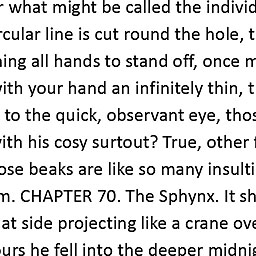 what might be called the individ
cular line is cut round the hole, t
ing all hands to stand off, once m
with your hand an infinitely thin, t
to the quick, observant eye, thos
with his cosy surtout? True, other
ose beaks are like so many insulti
m. CHAPTER 70. The Sphynx. It sh
at side projecting like a crane ove
ours he fell into the deeper midnig